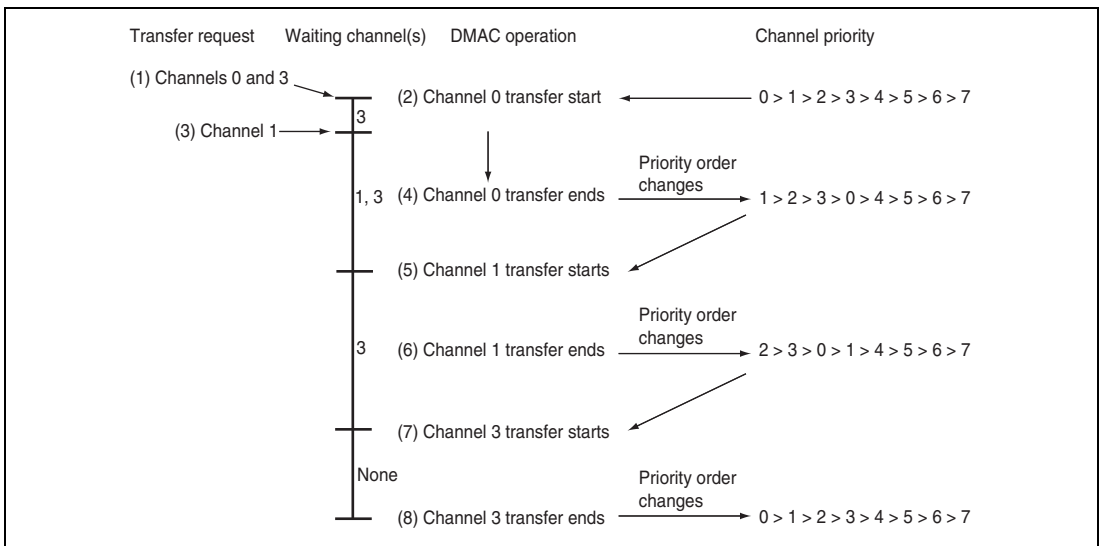 Transfer request Waiting channel(s) DMAC operation Channel priority
(1) Channels 0 and 3
(2) Channel 0 transfer start 0 > 1 > 2 > 3 > 4 > 5 > 6 > 7
3
(3) Channel 1
Priority order
changes
1, 3 (4) Channel 0 transfer ends 1 > 2 > 3 > 0 > 4 > 5 > 6 > 7
(5) Channel 1 transfer starts
Priority order
changes
3 (6) Channel 1 transfer ends 2 > 3 > 0 > 1 > 4 > 5 > 6 > 7
(7) Channel 3 transfer starts
None
Priority order
changes
(8) Channel 3 transfer ends 0 > 1 > 2 > 3 > 4 > 5 > 6 > 7